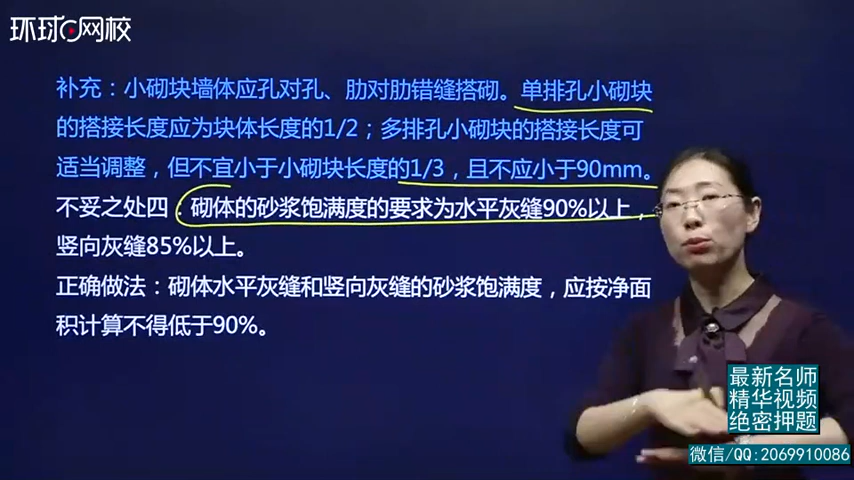 环球网校
补充：小砌块墙体应孔对孔、肋对肋错缝搭砌。单排孔小砌块
的搭接长度应为块体长度的1/2；多排孔小砌块的搭接长度可
适当调整，但不宜小于小砌块长度的1/3，且不应小于90mm。
不妥之处四：砌体的砂浆饱满度的要求为水平灰缝90%以上，
竖向灰缝85%以上。
正确做法：砌体水平灰缝和竖向灰缝的砂浆饱满度，应按净面
积计算不得低于90%。
最新名师
精华视频
绝密押题
微信/QQ:2069910086